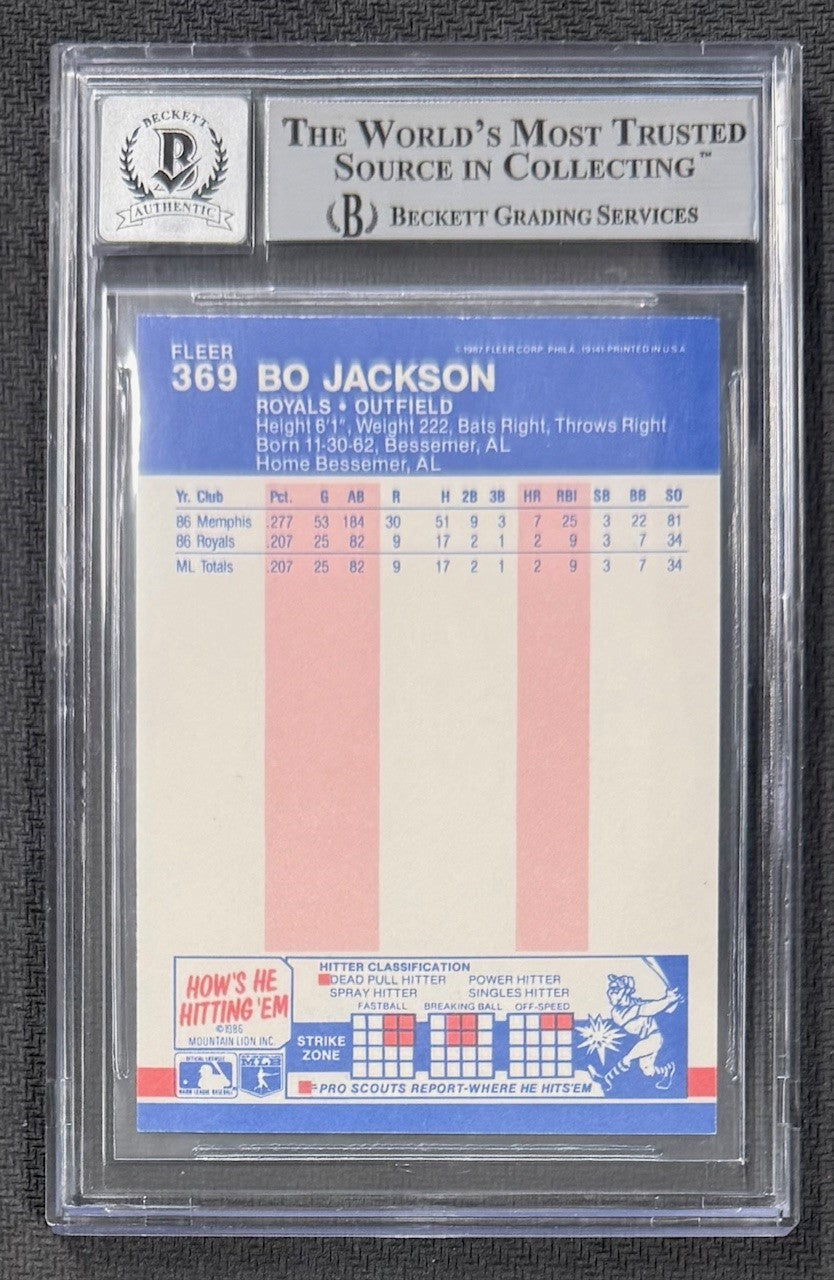 BECKETT
B
AUTHENTIC
THE WORLD'S MOST TRUSTED
SOURCE IN COLLECTING™
(B) BECKETT GRADING SERVICES
FLEER
©1987 FLEER CORP. PHILA. 19141-PRINTED IN U.S.A.
369 BO JACKSON
ROYALS • OUTFIELD
Height 6'1", Weight 222, Bats Right, Throws Right
Born 11-30-62, Bessemer, AL
Home Bessemer, AL
Yr. Club Pct. G AB R H 2B 3B HR RBI SB BB SO
86 Memphis .277 53 184 30 51 9 3 7 25 3 22 81
86 Royals .207 25 82 9 17 2 1 2 9 3 7 34
ML Totals .207 25 82 9 17 2 1 2 9 3 7 34
HOW'S HE
HITTING 'EM
©1986
MOUNTAIN LION INC.
HITTER CLASSIFICATION
DEAD PULL HITTER POWER HITTER
SPRAY HITTER SINGLES HITTER
FASTBALL BREAKING BALL OFF-SPEED
STRIKE
ZONE
=PRO SCOUTS REPORT-WHERE HE HITS'EM
OFFICIAL LICENSEE
MAJOR LEAGUE BASEBALL